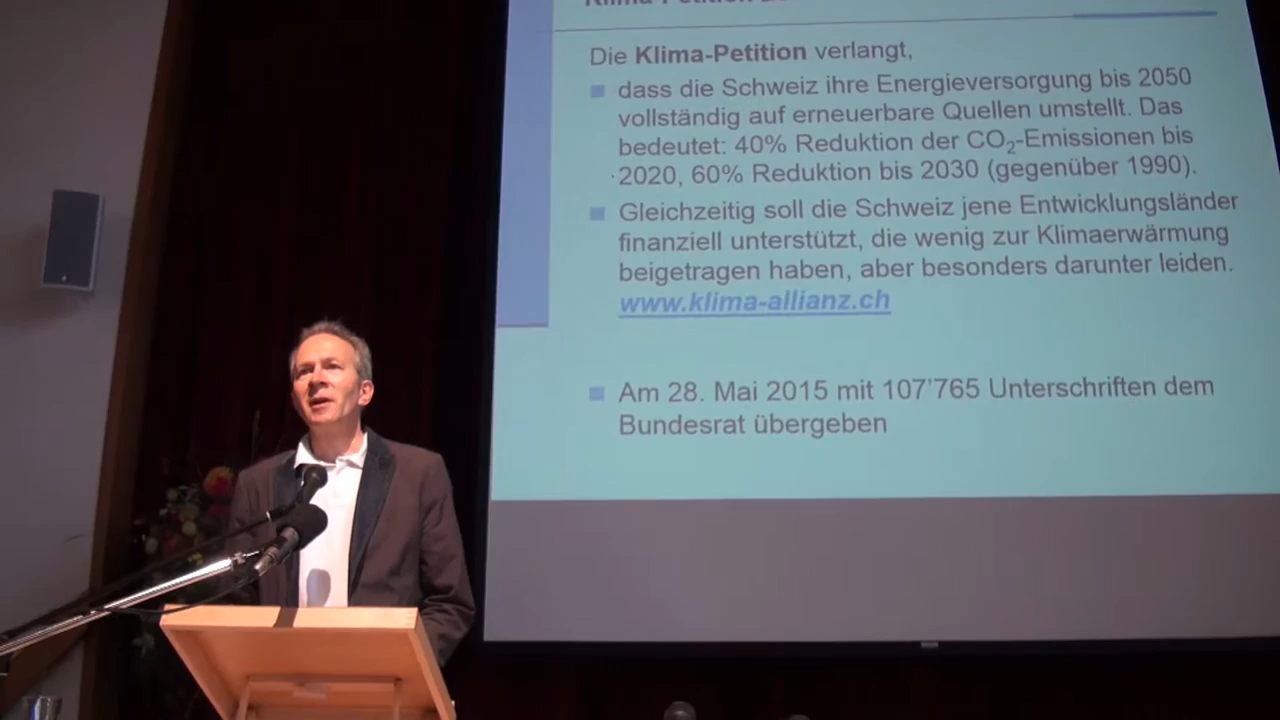 Klima-Petition
Die Klima-Petition verlangt,
dass die Schweiz ihre Energieversorgung bis 2050
vollständig auf erneuerbare Quellen umstellt. Das
bedeutet: 40% Reduktion der CO₂-Emissionen bis
2020, 60% Reduktion bis 2030 (gegenüber 1990).
Gleichzeitig soll die Schweiz jene Entwicklungsländer
finanziell unterstützt, die wenig zur Klimaerwärmung
beigetragen haben, aber besonders darunter leiden.
www.klima-allianz.ch
Am 28. Mai 2015 mit 107'765 Unterschriften dem
Bundesrat übergeben